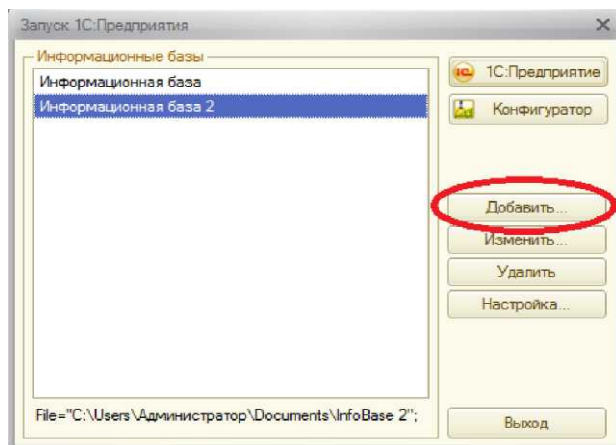 Запуск 1С:Предприятия
Информационные базы
Информационная база
Информационная база 2
1С:Предприятие
Конфигуратор
Добавить...
Изменить...
Удалить
Настройка...
Выход
File="C:\Users\Администратор\Documents\InfoBase 2";